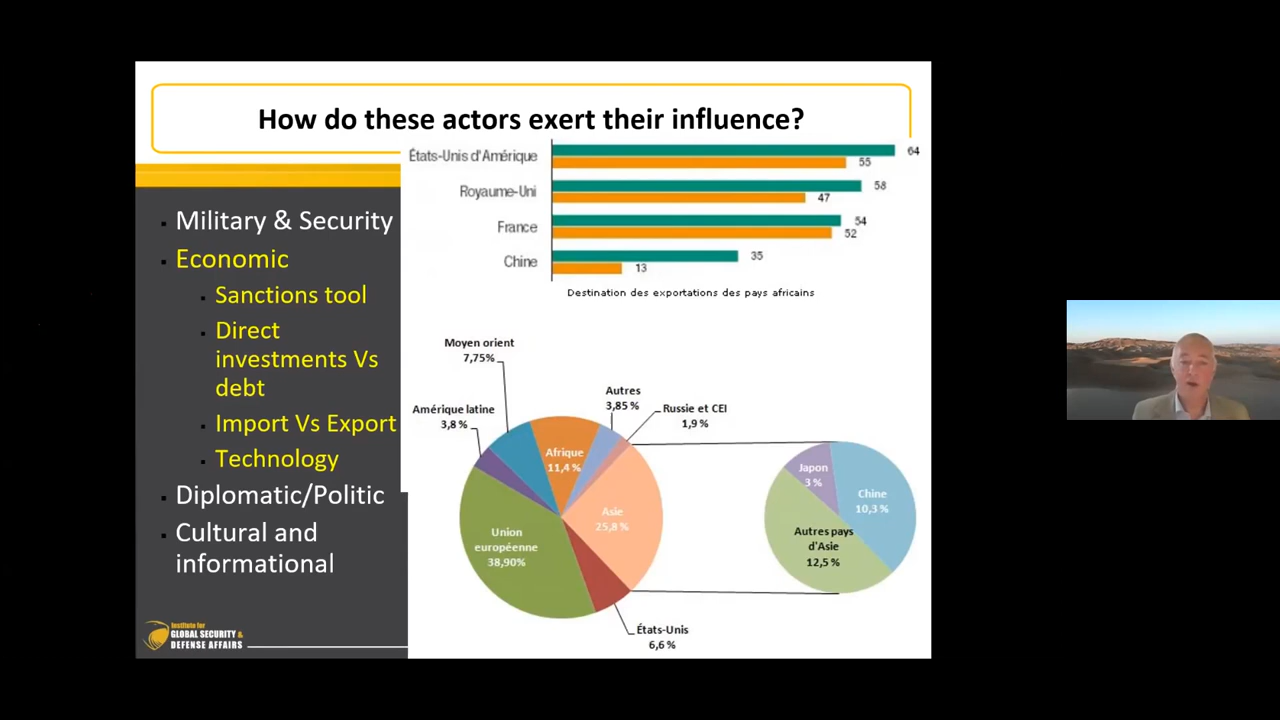 How do these actors exert their influence?
Military & Security
Economic
Sanctions tool
Direct
investments Vs
debt
Import Vs Export
Technology
Diplomatic/Politic
Cultural and
informational
Institute for
GLOBAL SECURITY &
DEFENSE AFFAIRS
États-Unis d'Amérique
64
55
Royaume-Uni
58
47
France
54
52
Chine
35
13
Destination des exportations des pays africains
Moyen orient
7,75%
Amérique latine
3,8 %
Afrique
11,4 %
Autres
3,85 %
Russie et CEI
1,9 %
Asie
25,8 %
Union
européenne
38,90%
États-Unis
6,6 %
Japon
3 %
Chine
10,3 %
Autres pays
d'Asie
12,5 %